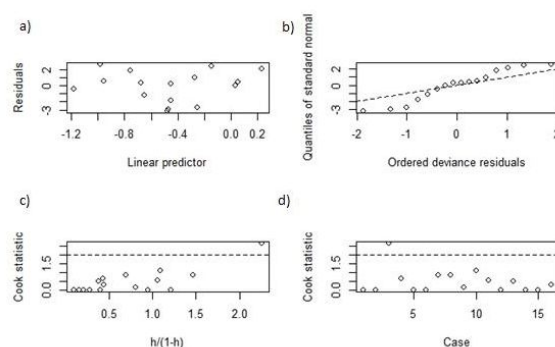 a)
Residuals
2
0
-3
-1.2
-0.8
-0.4
0.0
0.2
Linear predictor
b)
Quantiles of standard normal
2
0
-3
-2
-1
0
1
2
Ordered deviance residuals
c)
Cook statistic
1.5
0.0
0.5
1.0
1.5
2.0
h/(1-h)
d)
Cook statistic
1.5
0.0
5
10
15
Case